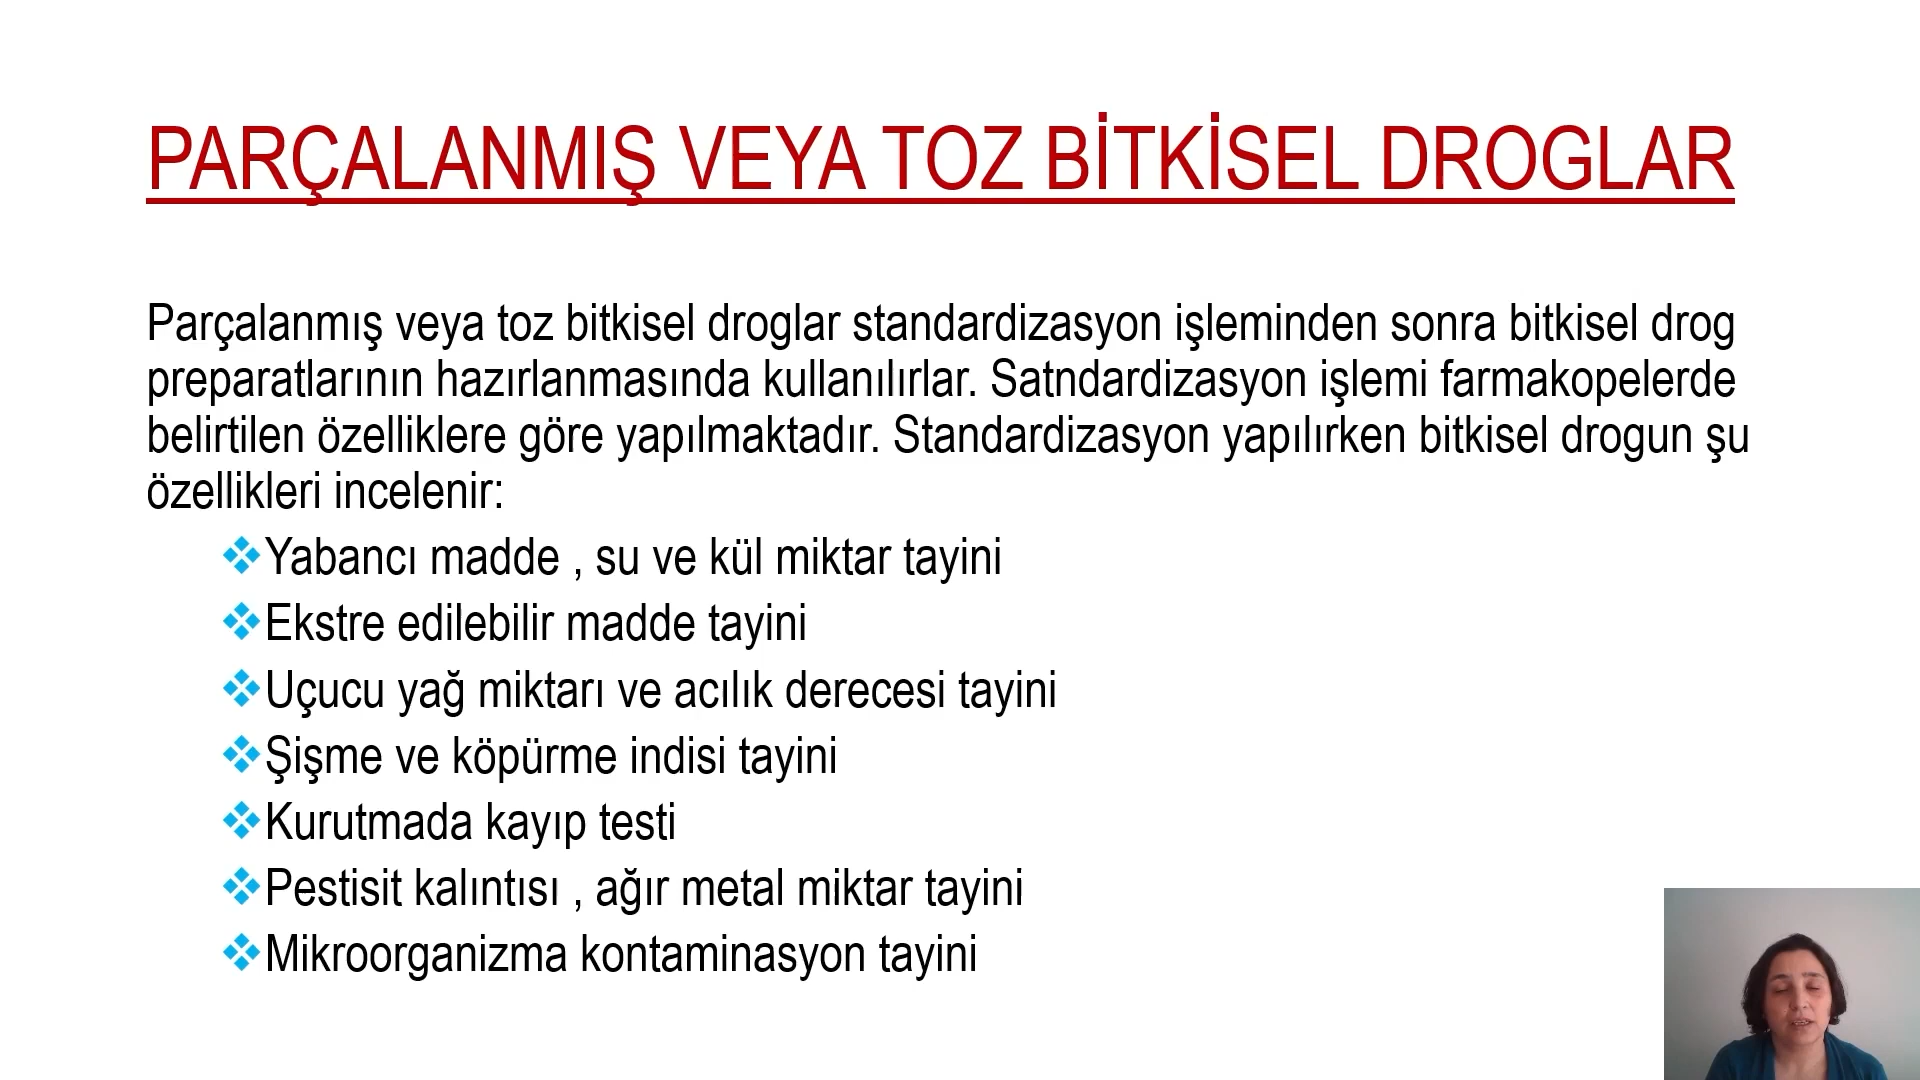 PARÇALANMIŞ VEYA TOZ BİTKİSEL DROGLAR
Parçalanmış veya toz bitkisel droglar standardizasyon işleminden sonra bitkisel drog
preparatlarının hazırlanmasında kullanılırlar. Satndardizasyon işlemi farmakopelerde
belirtilen özelliklere göre yapılmaktadır. Standardizasyon yapılırken bitkisel drogun şu
özellikleri incelenir:
❖Yabancı madde , su ve kül miktar tayini
❖Ekstre edilebilir madde tayini
❖Uçucu yağ miktarı ve acılık derecesi tayini
❖Şişme ve köpürme indisi tayini
❖Kurutmada kayıp testi
❖Pestisit kalıntısı , ağır metal miktar tayini
❖Mikroorganizma kontaminasyon tayini